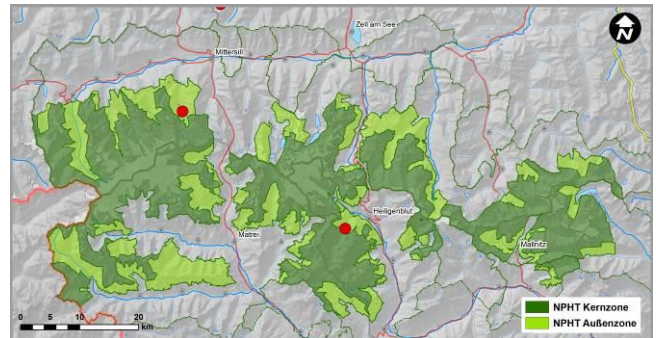 Zell am See
N
Mittersill
Heiligenblut
Matrei
Mallnitz
NPHT Kernzone
NPHT Außenzone
0 5 10 20
km